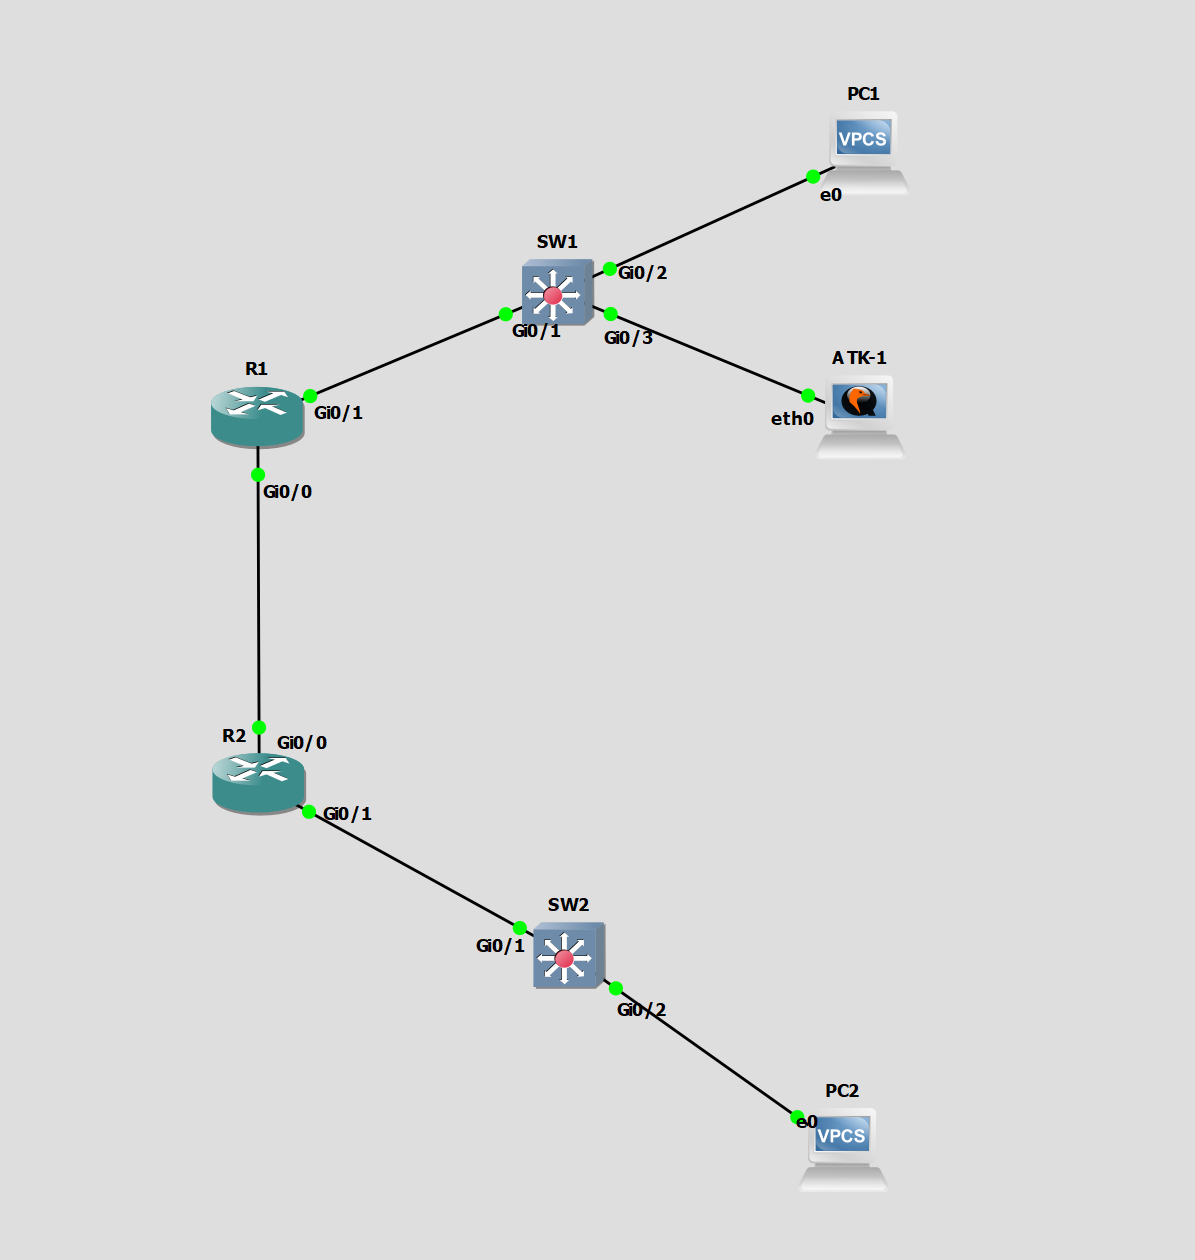 PC1
VPCS
e0
SW1
Gi0/2
Gi0/1
Gi0/3
ATK-1
eth0
R1
Gi0/1
Gi0/0
R2
Gi0/0
Gi0/1
SW2
Gi0/1
Gi0/2
PC2
e0
VPCS